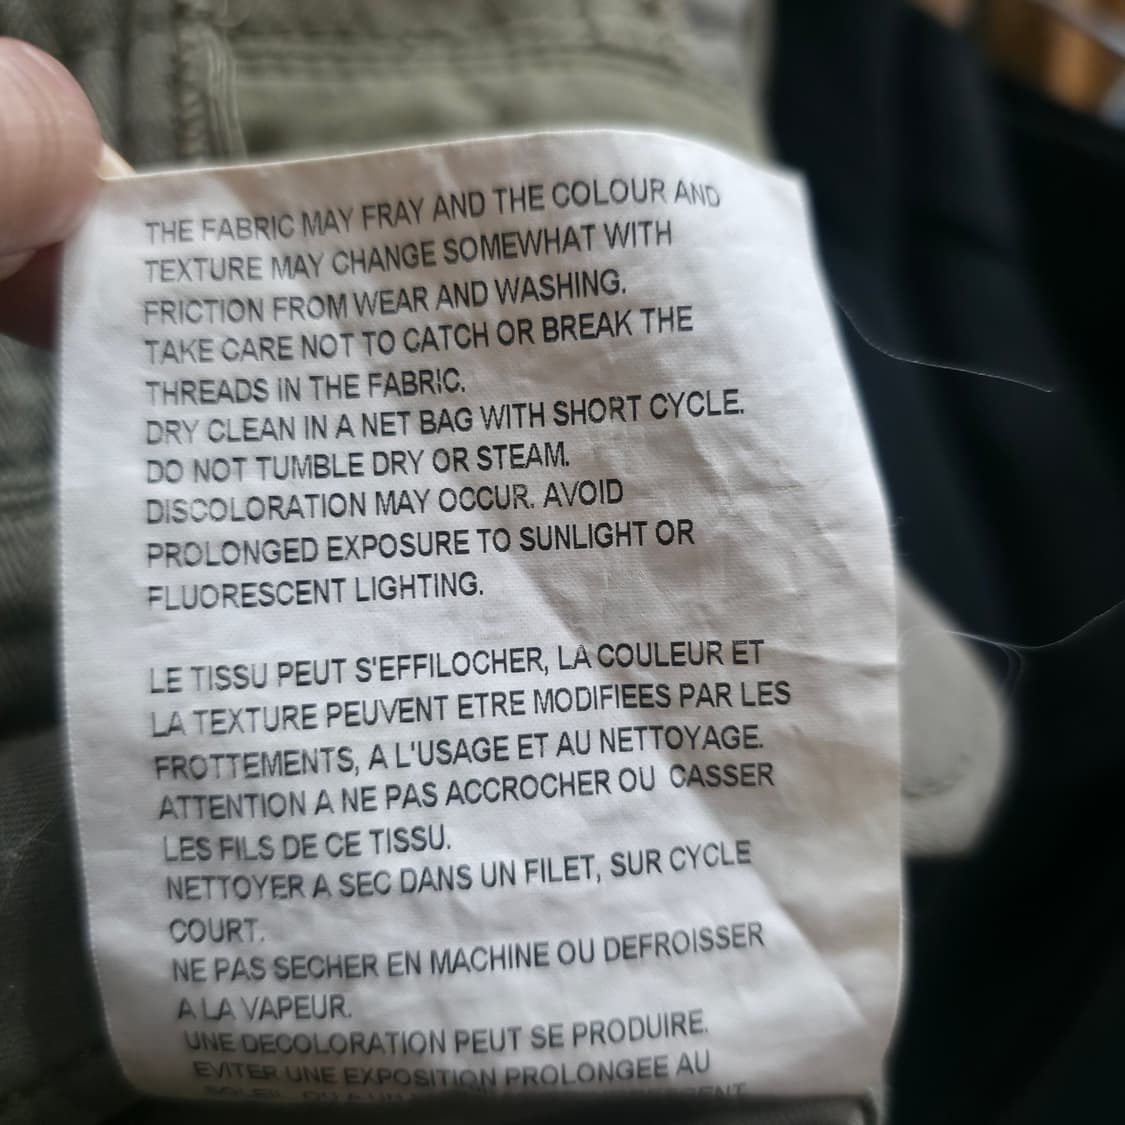 THE FABRIC MAY FRAY AND THE COLOUR AND
TEXTURE MAY CHANGE SOMEWHAT WITH
FRICTION FROM WEAR AND WASHING.
TAKE CARE NOT TO CATCH OR BREAK THE
THREADS IN THE FABRIC.
DRY CLEAN IN A NET BAG WITH SHORT CYCLE.
DO NOT TUMBLE DRY OR STEAM.
DISCOLORATION MAY OCCUR. AVOID
PROLONGED EXPOSURE TO SUNLIGHT OR
FLUORESCENT LIGHTING.
LE TISSU PEUT S'EFFILOCHER, LA COULEUR ET
LA TEXTURE PEUVENT ETRE MODIFIEES PAR LES
FROTTEMENTS, A L'USAGE ET AU NETTOYAGE.
ATTENTION A NE PAS ACCROCHER OU CASSER
LES FILS DE CE TISSU.
NETTOYER A SEC DANS UN FILET, SUR CYCLE
COURT.
NE PAS SECHER EN MACHINE OU DEFROISSER
A LA VAPEUR.
UNE DECOLORATION PEUT SE PRODUIRE.
EVITER UNE EXPOSITION PROLONGEE AU